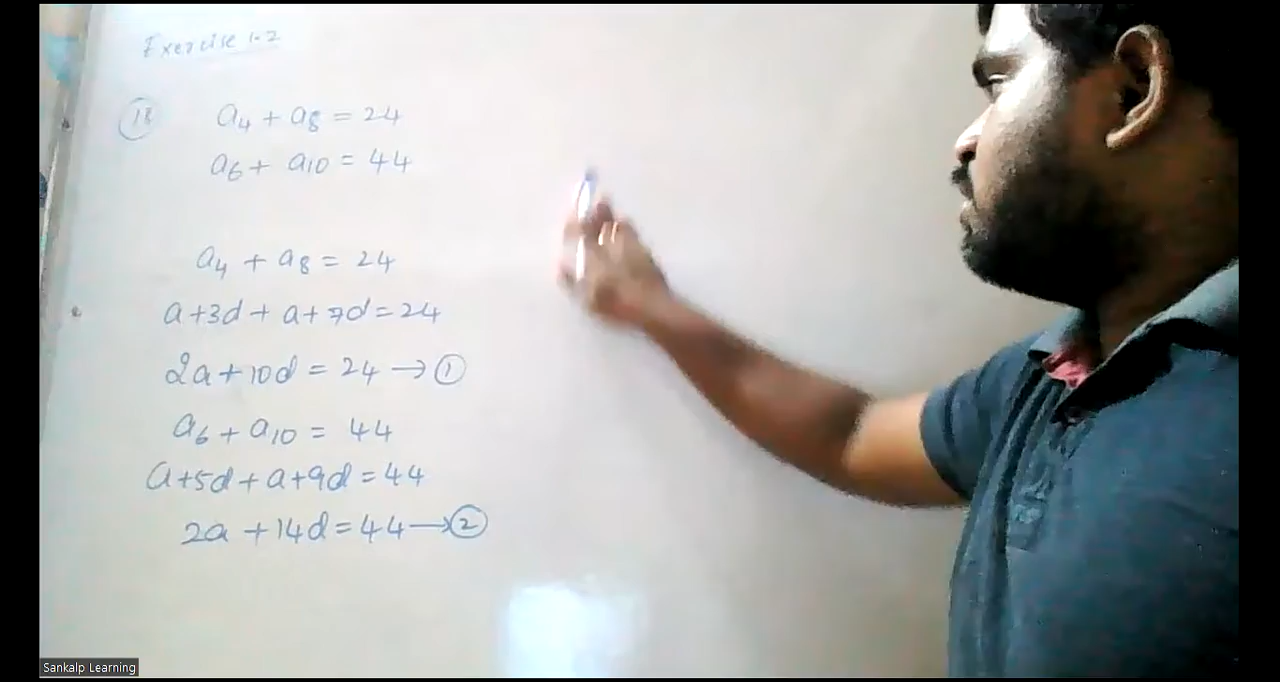 Exercise 1.2
18 a4 + a8 = 24
a6 + a10 = 44
a4 + a8 = 24
a+3d + a+7d = 24
2a+10d = 24 → 1
a6 + a10 = 44
a+5d + a+9d = 44
2a + 14d = 44 → 2
Sankalp Learning